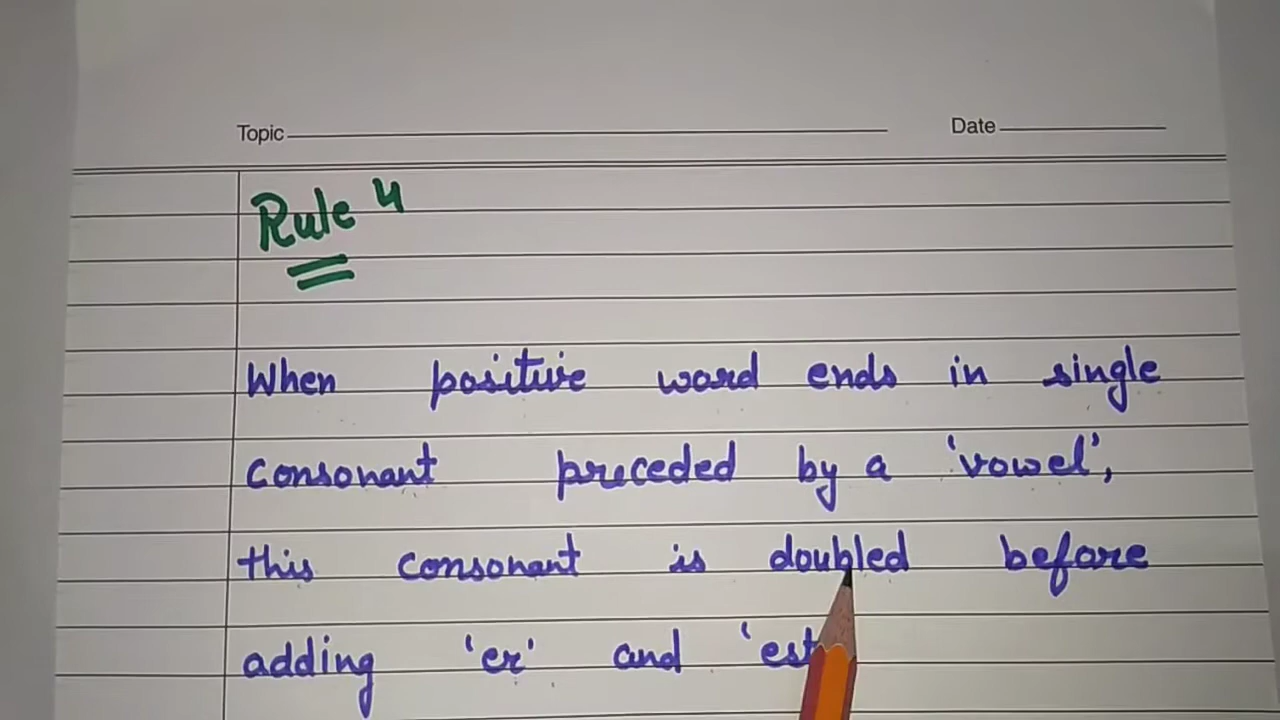 Topic
Date
Rule 4
When positive word ends in single
consonant preceded by a 'vowel',
this consonant is doubled before
adding 'er' and 'est